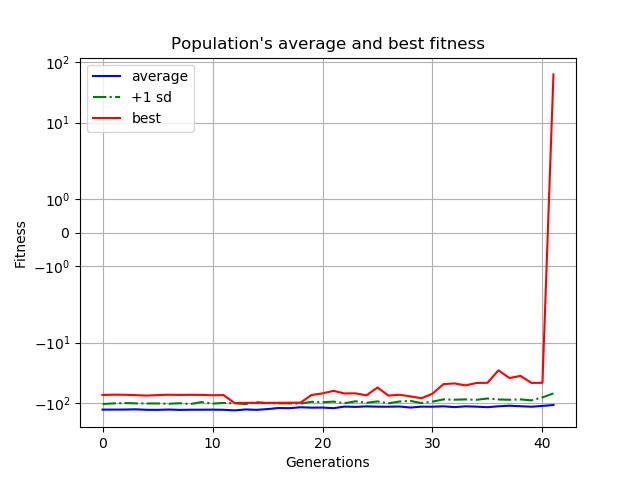 Population's average and best fitness
average
+1 sd
best
10²
10¹
10⁰
0
−10⁰
−10¹
−10²
Fitness
0 10 20 30 40
Generations